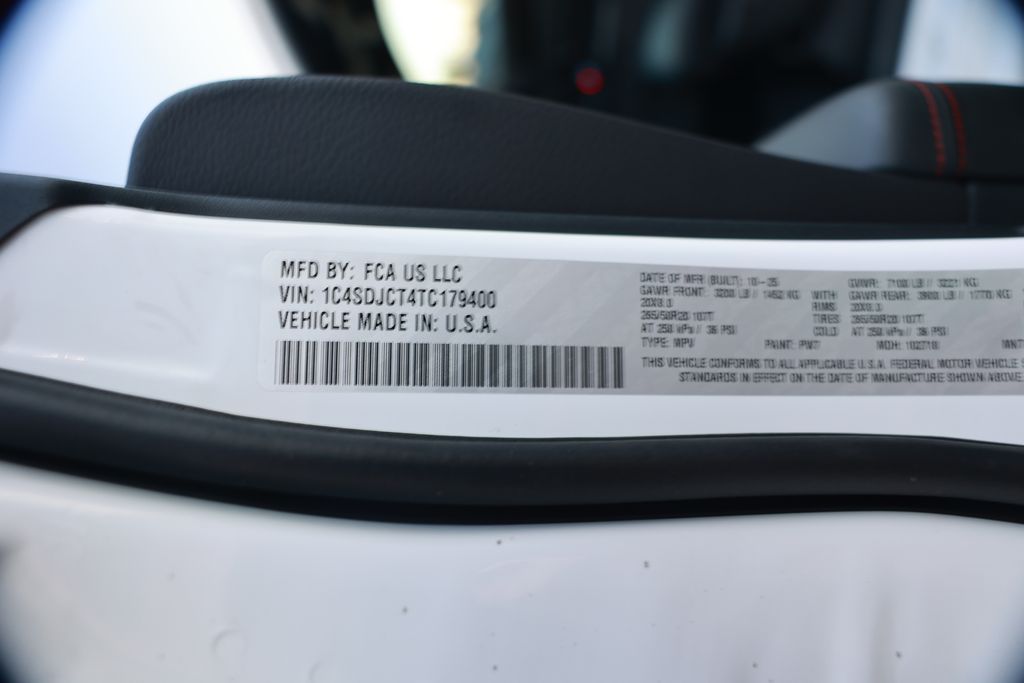 MFD BY: FCA US LLC
VIN: 1C4SDJCT4TC179400
VEHICLE MADE IN: U.S.A.
DATE OF MFR (BUILT): 10-25
GVWR: 7100 LB // 3221 KG
GAWR FRONT: 3200 LB // 1452 KG
WITH
GAWR REAR: 3900 LB // 1770 KG
20X8.0
RIMS:
20X8.0
265/50R20 107T
TIRES
265/50R20 107T
AT 250 kPa // 36 PSI
COLD
AT 250 kPa // 36 PSI
TYPE: MPV
PAINT: PW7
MDH:
THIS VEHICLE CONFORMS TO ALL APPLICABLE U.S.A. FEDERAL MOTOR VEHICLE
STANDARDS IN EFFECT ON THE DATE OF MANUFACTURE SHOWN ABOVE